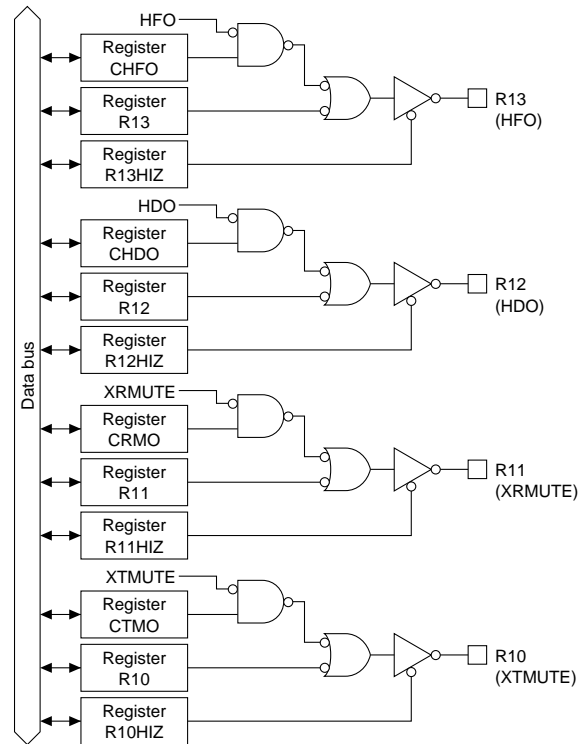 HFO
Register
CHFO
Register
R13
Register
R13HIZ
R13
(HFO)
HDO
Register
CHDO
Register
R12
Register
R12HIZ
R12
(HDO)
XRMUTE
Register
CRMO
Register
R11
Register
R11HIZ
R11
(XRMUTE)
XTMUTE
Register
CTMO
Register
R10
Register
R10HIZ
R10
(XTMUTE)
Data bus